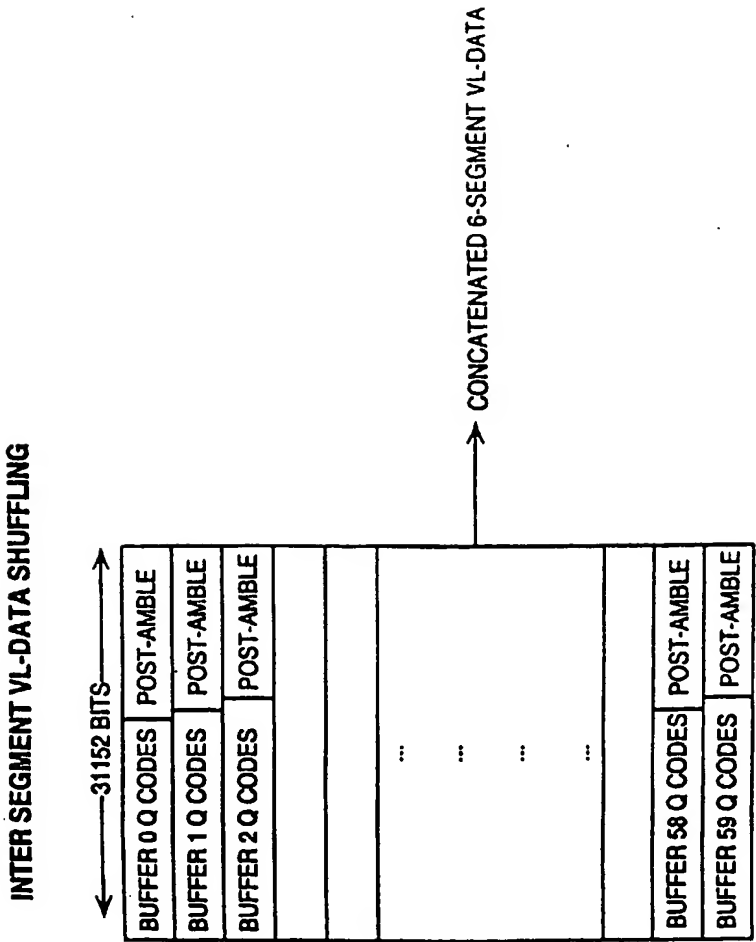 INTER SEGMENT VL-DATA SHUFFLING
31152 BITS
BUFFER 0 Q CODES POST-AMBLE
BUFFER 1 Q CODES POST-AMBLE
BUFFER 2 Q CODES POST-AMBLE
...
...
...
...
BUFFER 58 Q CODES POST-AMBLE
BUFFER 59 Q CODES POST-AMBLE
CONCATENATED 6-SEGMENT VL-DATA